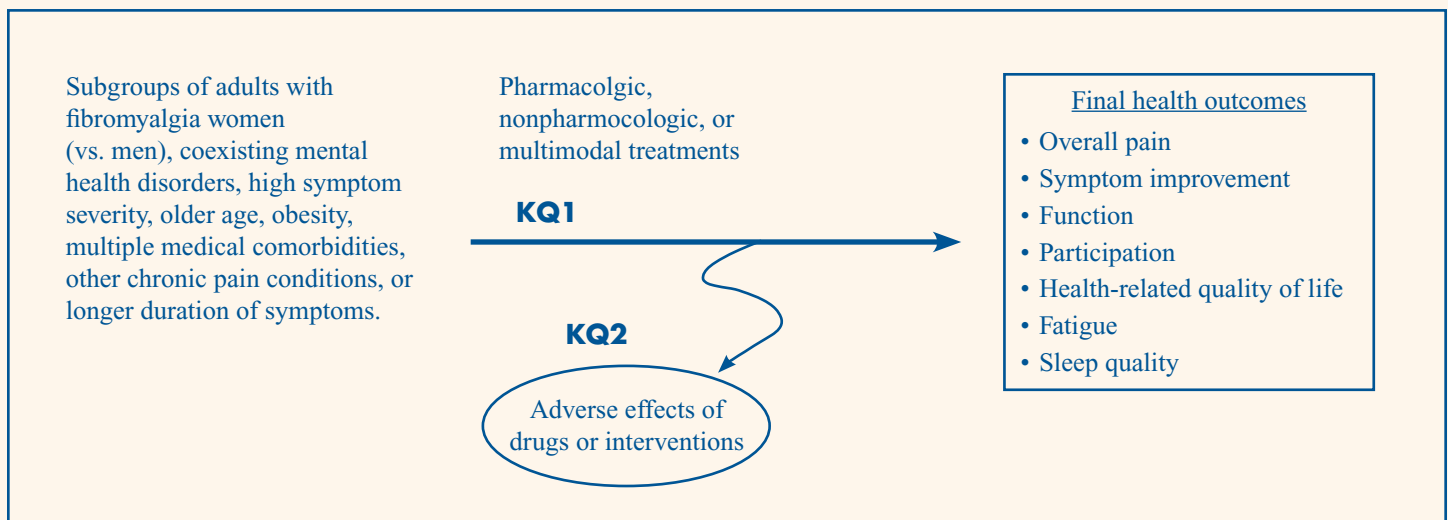 Subgroups of adults with
fibromyalgia women
(vs. men), coexisting mental
health disorders, high symptom
severity, older age, obesity,
multiple medical comorbidities,
other chronic pain conditions, or
longer duration of symptoms.
Pharmacolgic,
nonpharmocologic, or
multimodal treatments
KQ1
KQ2
Adverse effects of
drugs or interventions
Final health outcomes
• Overall pain
• Symptom improvement
• Function
• Participation
• Health-related quality of life
• Fatigue
• Sleep quality